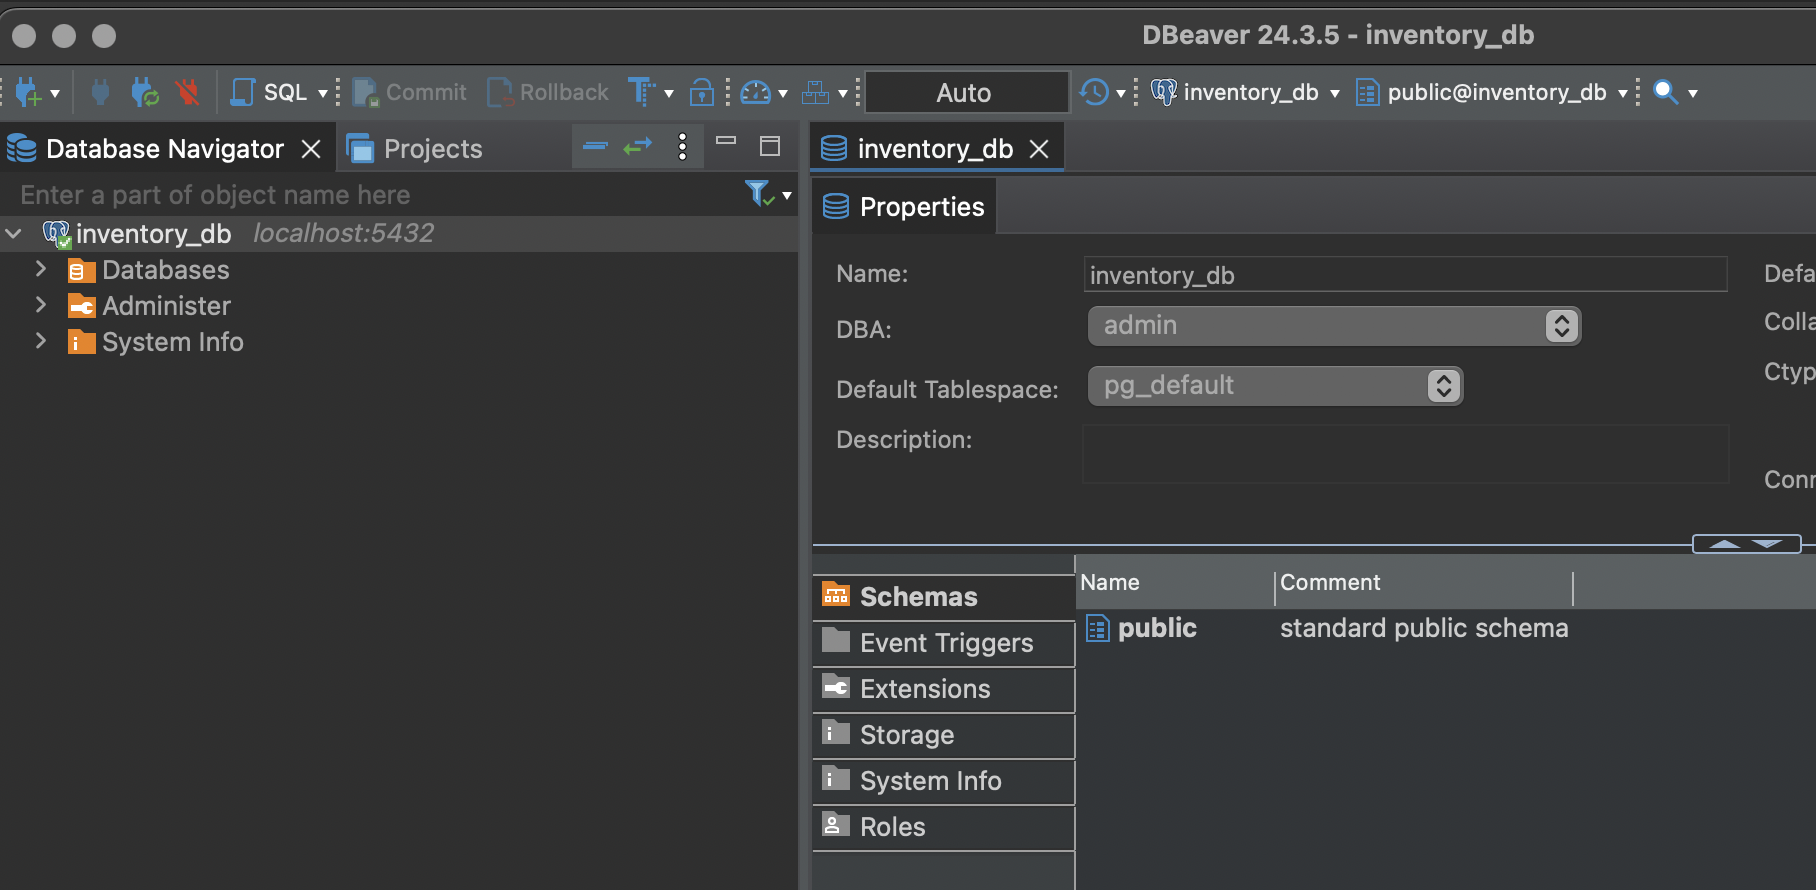 DBeaver 24.3.5 - inventory_db
SQL Commit Rollback Auto inventory_db public@inventory_db
Database Navigator Projects
Enter a part of object name here
inventory_db localhost:5432
Databases
Administer
System Info
inventory_db
Properties
Name: inventory_db
DBA: admin
Default Tablespace: pg_default
Description:
Defa
Colla
Ctyp
Conr
Schemas
Event Triggers
Extensions
Storage
System Info
Roles
Name Comment
public standard public schema